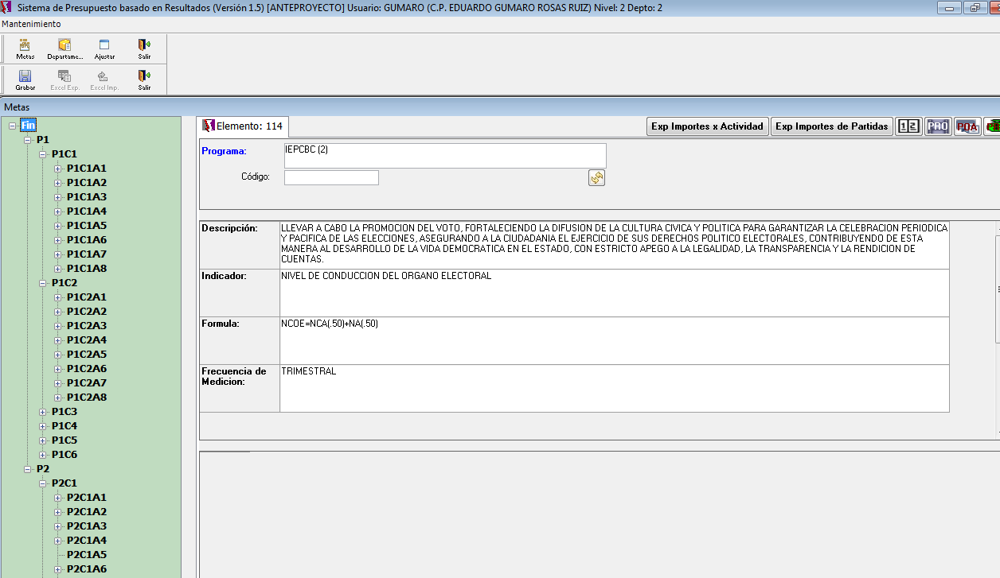 Sistema de Presupuesto basado en Resultados (Versión 1.5) [ANTEPROYECTO] Usuario: GUMARO (C.P. EDUARDO GUMARO ROSAS RUIZ) Nivel: 2 Depto: 2
Mantenimiento
Metas Departame... Ajustar Salir
Grabar Excel Exp. Excel Imp. Salir
Metas
Fin
P1
P1C1
P1C1A1
P1C1A2
P1C1A3
P1C1A4
P1C1A5
P1C1A6
P1C1A7
P1C1A8
P1C2
P1C2A1
P1C2A2
P1C2A3
P1C2A4
P1C2A5
P1C2A6
P1C2A7
P1C2A8
P1C3
P1C4
P1C5
P1C6
P2
P2C1
P2C1A1
P2C1A2
P2C1A3
P2C1A4
P2C1A5
P2C1A6
Elemento: 114
Exp Importes x Actividad Exp Importes de Partidas 12 PRO POA
Programa: IEPCBC (2)
Código:
Descripción: LLEVAR A CABO LA PROMOCION DEL VOTO, FORTALECIENDO LA DIFUSION DE LA CULTURA CIVICA Y POLITICA PARA GARANTIZAR LA CELEBRACION PERIODICA
Y PACIFICA DE LAS ELECCIONES, ASEGURANDO A LA CIUDADANIA EL EJERCICIO DE SUS DERECHOS POLITICO ELECTORALES, CONTRIBUYENDO DE ESTA
MANERA AL DESARROLLO DE LA VIDA DEMOCRATICA EN EL ESTADO, CON ESTRICTO APEGO A LA LEGALIDAD, LA TRANSPARENCIA Y LA RENDICION DE
CUENTAS.
Indicador: NIVEL DE CONDUCCION DEL ORGANO ELECTORAL
Formula: NCOE=NCA(.50)+NA(.50)
Frecuencia de TRIMESTRAL
Medicion: